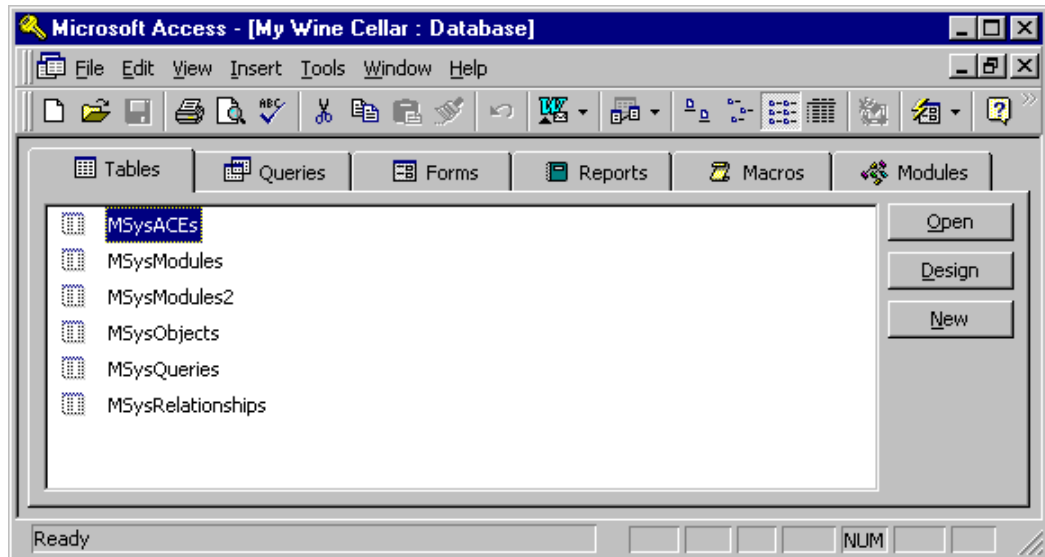 Microsoft Access - [My Wine Cellar : Database]
File Edit View Insert Tools Window Help
ABC
Tables Queries Forms Reports Macros Modules
MSysACEs
MSysModules
MSysModules2
MSysObjects
MSysQueries
MSysRelationships
Open
Design
New
Ready NUM